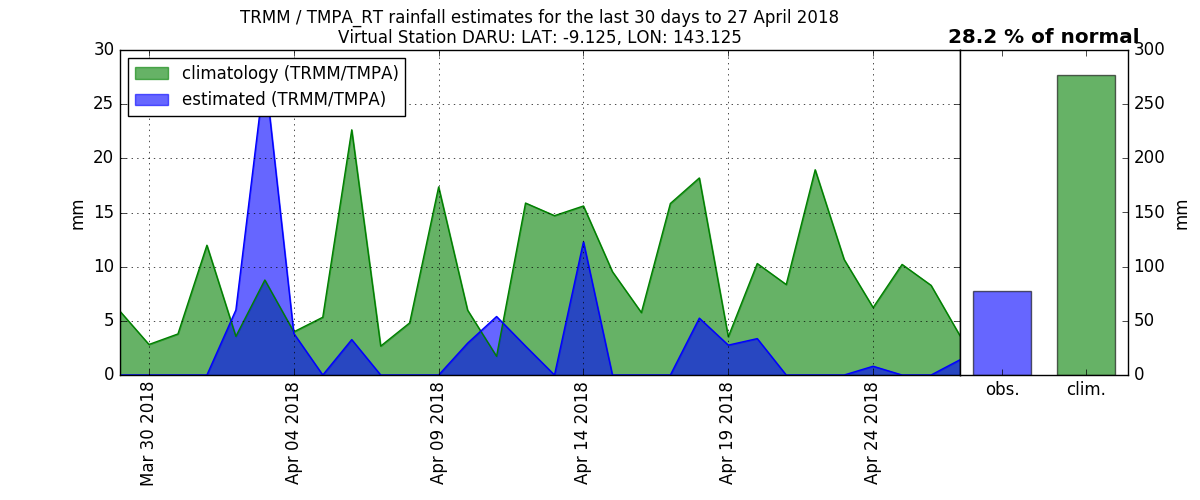 TRMM / TMPA_RT rainfall estimates for the last 30 days to 27 April 2018
Virtual Station DARU: LAT: -9.125, LON: 143.125
28.2 % of normal
climatology (TRMM/TMPA)
estimated (TRMM/TMPA)
30
25
20
15
10
5
0
mm
Mar 30 2018
Apr 04 2018
Apr 09 2018
Apr 14 2018
Apr 19 2018
Apr 24 2018
obs.
clim.
300
250
200
150
100
50
0
mm